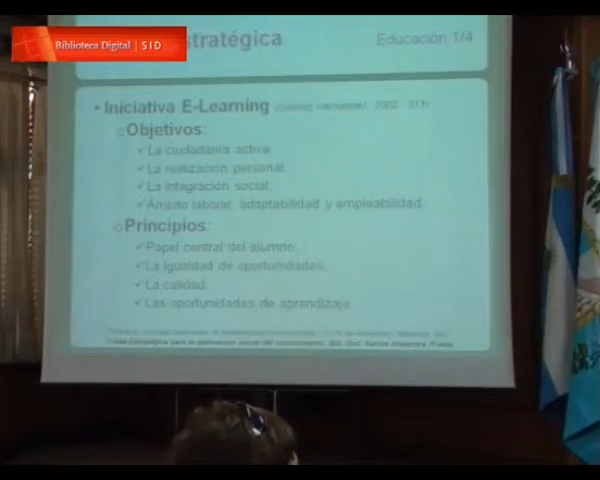 Biblioteca Digital | SID
stratégica
Educación 1/4
• Iniciativa E-Learning
Objetivos:
✓La ciudadanía activa;
✓La realización personal;
✓La integración social;
✓Ámbito laboral: adaptabilidad y empleabilidad.
Principios:
✓Papel central del alumno;
✓La igualdad de oportunidades;
✓La calidad;
✓Las oportunidades de aprendizaje